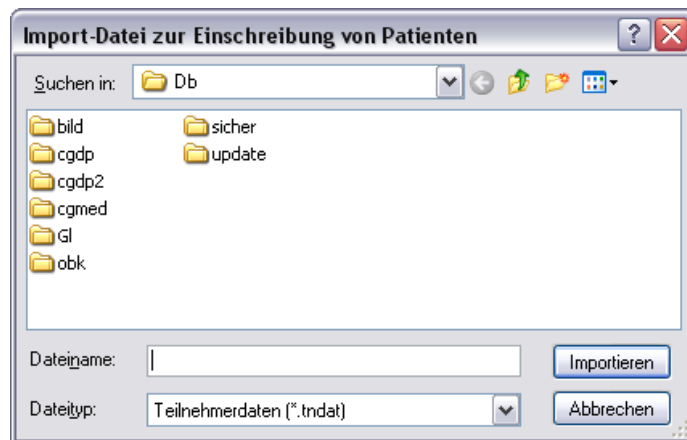 Import-Datei zur Einschreibung von Patienten
Suchen in: Db
bild sicher
cgdp update
cgdp2
cgmed
Gl
obk
Dateiname: Importieren
Dateityp: Teilnehmerdaten (*.tndat) Abbrechen